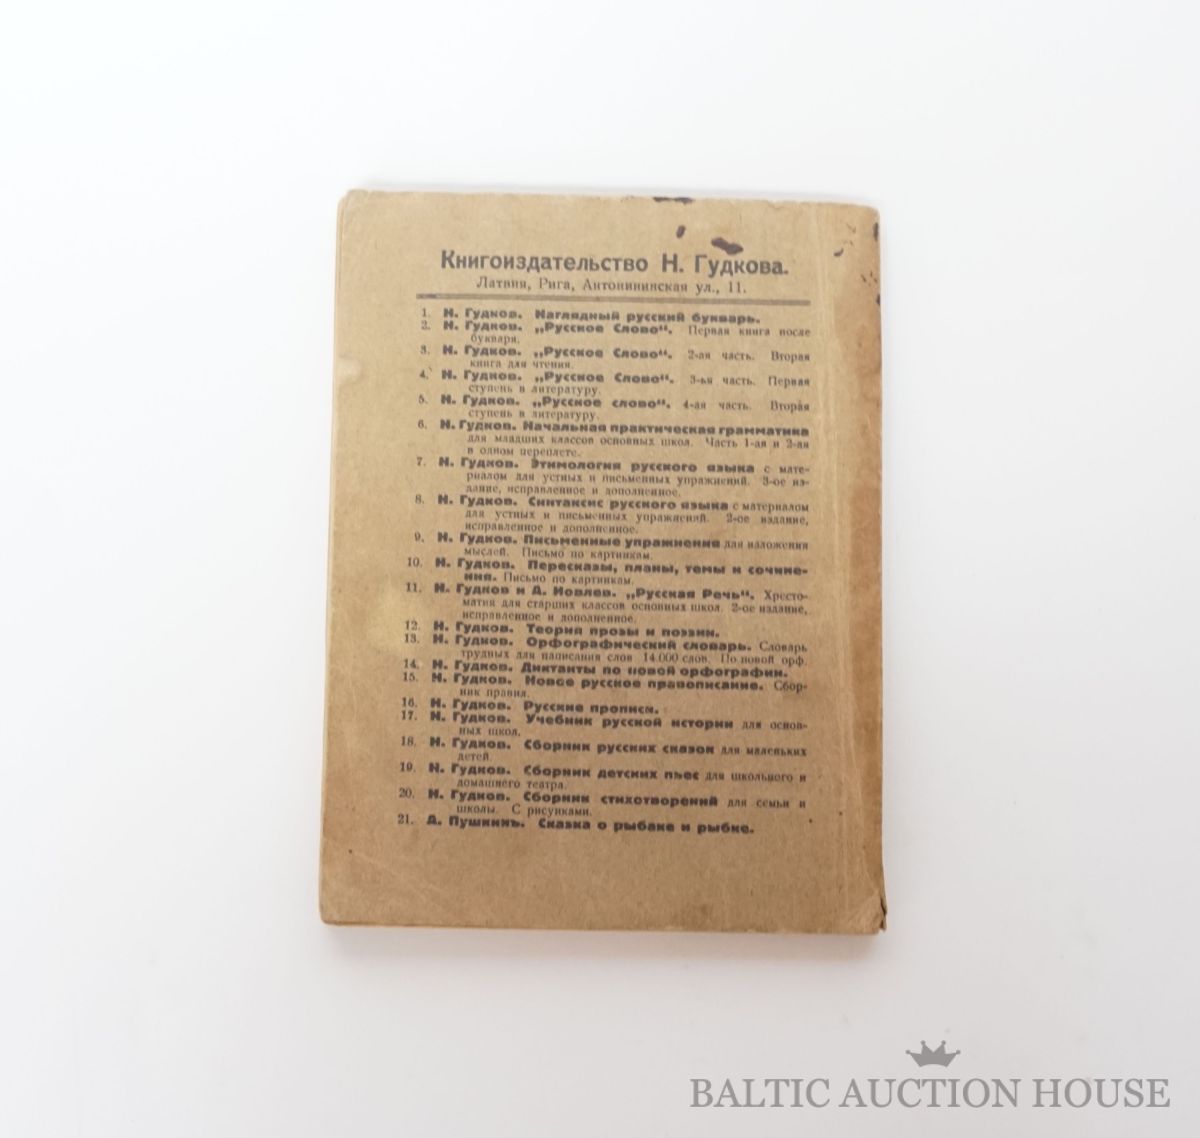 Книгоиздательство Н. Гудкова.
Латвия, Рига, Антонининская ул., 11.
1. Н. Гудков. Наглядный русский букварь.
2. Н. Гудков. „Русское Слово“. Первая книга после
букваря.
3. Н. Гудков. „Русское Слово“. 2-ая часть. Вторая
книга для чтения.
4. Н. Гудков. „Русское Слово“. 3-ья часть. Первая
ступень в литературу.
5. Н. Гудков. „Русское слово“. 4-ая часть. Вторая
ступень в литературу.
6. Н. Гудков. Начальная практическая грамматика
для младших классов основных школ. Часть 1-ая и 2-ая
в одном переплете.
7. Н. Гудков. Этимология русского языка с мате-
риалом для устных и письменных упражнений. 3-ое из-
дание, исправленное и дополненное.
8. Н. Гудков. Синтаксис русского языка с материалом
для устных и письменных упражнений. 2-ое издание,
исправленное и дополненное.
9. Н. Гудков. Письменные упражнения для изложения
мыслей. Письмо по картинкам.
10. Н. Гудков. Пересказы, планы, темы и сочине-
ния. Письмо по картинкам.
11. Н. Гудков и Д. Иовлев. „Русская Речь“. Хресто-
матия для старших классов основных школ. 2-ое издание,
исправленное и дополненное.
12. Н. Гудков. Теория прозы и поэзии.
13. Н. Гудков. Орфографический словарь. Словарь
трудных для написания слов 14.000 слов. По новой орф.
14. Н. Гудков. Диктанты по новой орфографии.
15. Н. Гудков. Новое русское правописание. Сбор-
ник правил.
16. Н. Гудков. Русские прописи.
17. Н. Гудков. Учебник русской истории для основ-
ных школ.
18. Н. Гудков. Сборник русских сказок для маленьких
детей.
19. Н. Гудков. Сборник детских пьес для школьного и
домашнего театра.
20. Н. Гудков. Сборник стихотворений для семьи и
школы. С рисунками.
21. А. Пушкинъ. Сказка о рыбаке и рыбке.
BALTIC AUCTION HOUSE